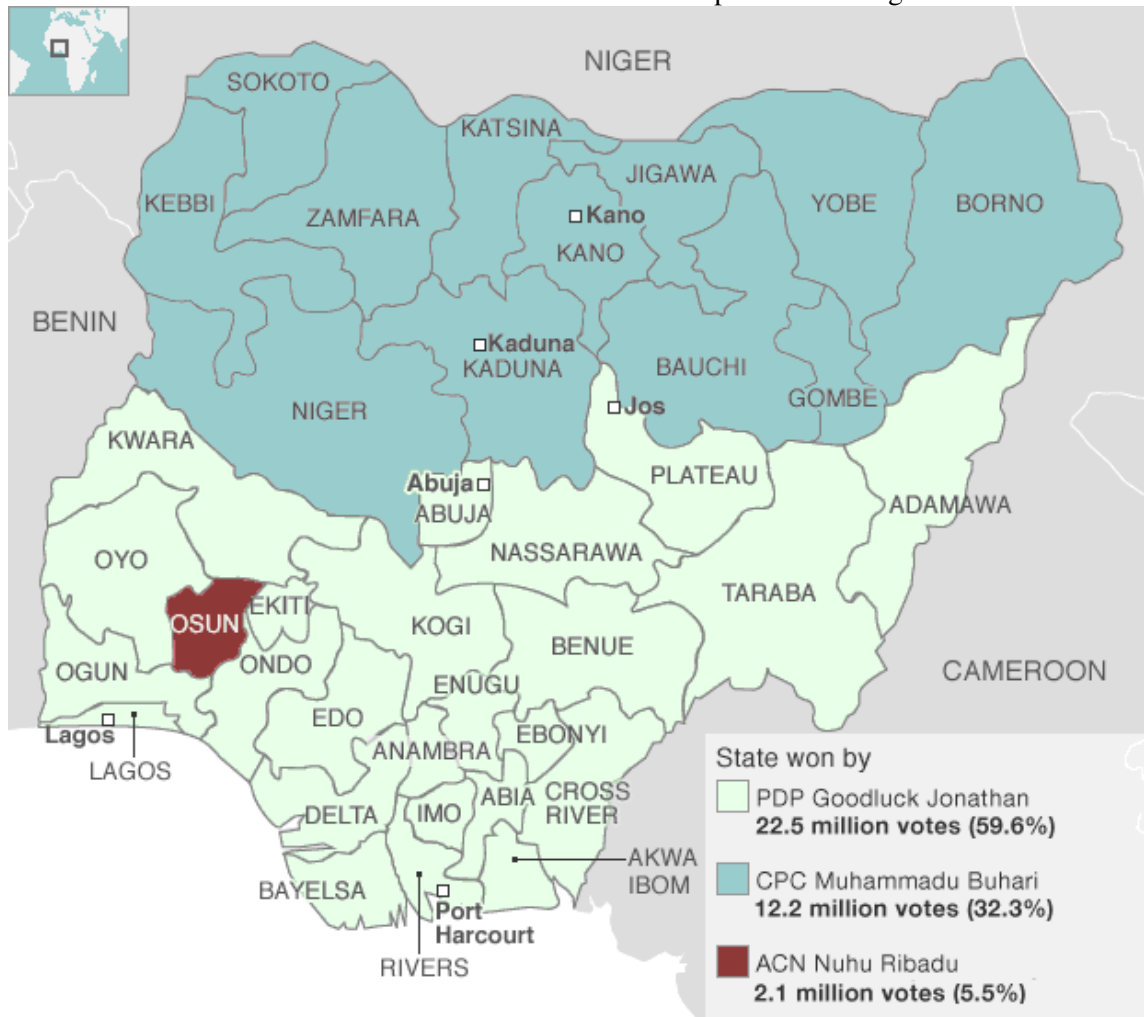 NIGER
SOKOTO
KATSINA
JIGAWA
KEBBI
ZAMFARA
Kano
KANO
YOBE
BORNO
BENIN
Kaduna
KADUNA
BAUCHI
NIGER
GOMBE
Jos
KWARA
PLATEAU
Abuja
ABUJA
ADAMAWA
OYO
NASSARAWA
TARABA
OSUN
EKITI
KOGI
BENUE
OGUN
ONDO
CAMEROON
ENUGU
EDO
EBONYI
Lagos
LAGOS
ANAMBRA
DELTA
IMO
ABIA
CROSS
RIVER
BAYELSA
AKWA
IBOM
Port
Harcourt
RIVERS
State won by
PDP Goodluck Jonathan
22.5 million votes (59.6%)
CPC Muhammadu Buhari
12.2 million votes (32.3%)
ACN Nuhu Ribadu
2.1 million votes (5.5%)